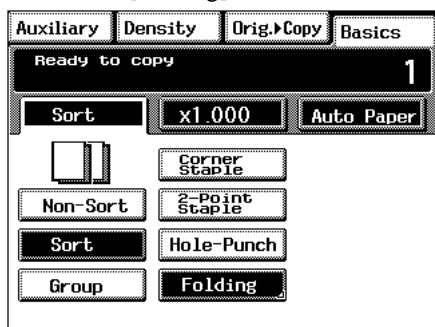 Auxiliary Density Orig.▸Copy Basics
Ready to copy
1
Sort x1.000 Auto Paper
Corner
Staple
Non-Sort 2-Point
Staple
Sort Hole-Punch
Group Folding